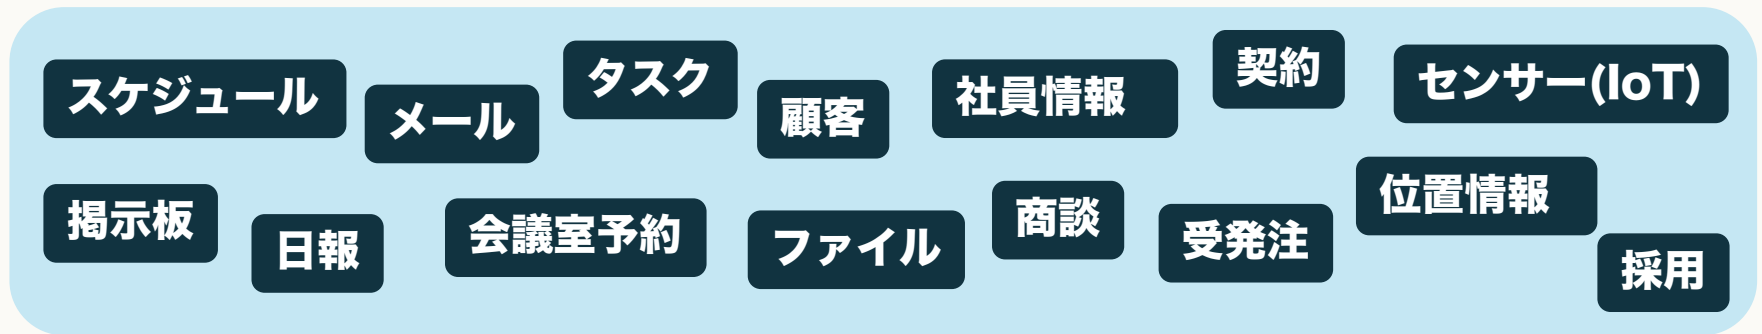 スケジュール
メール
タスク
顧客
社員情報
契約
センサー(IoT)
掲示板
日報
会議室予約
ファイル
商談
受発注
位置情報
採用